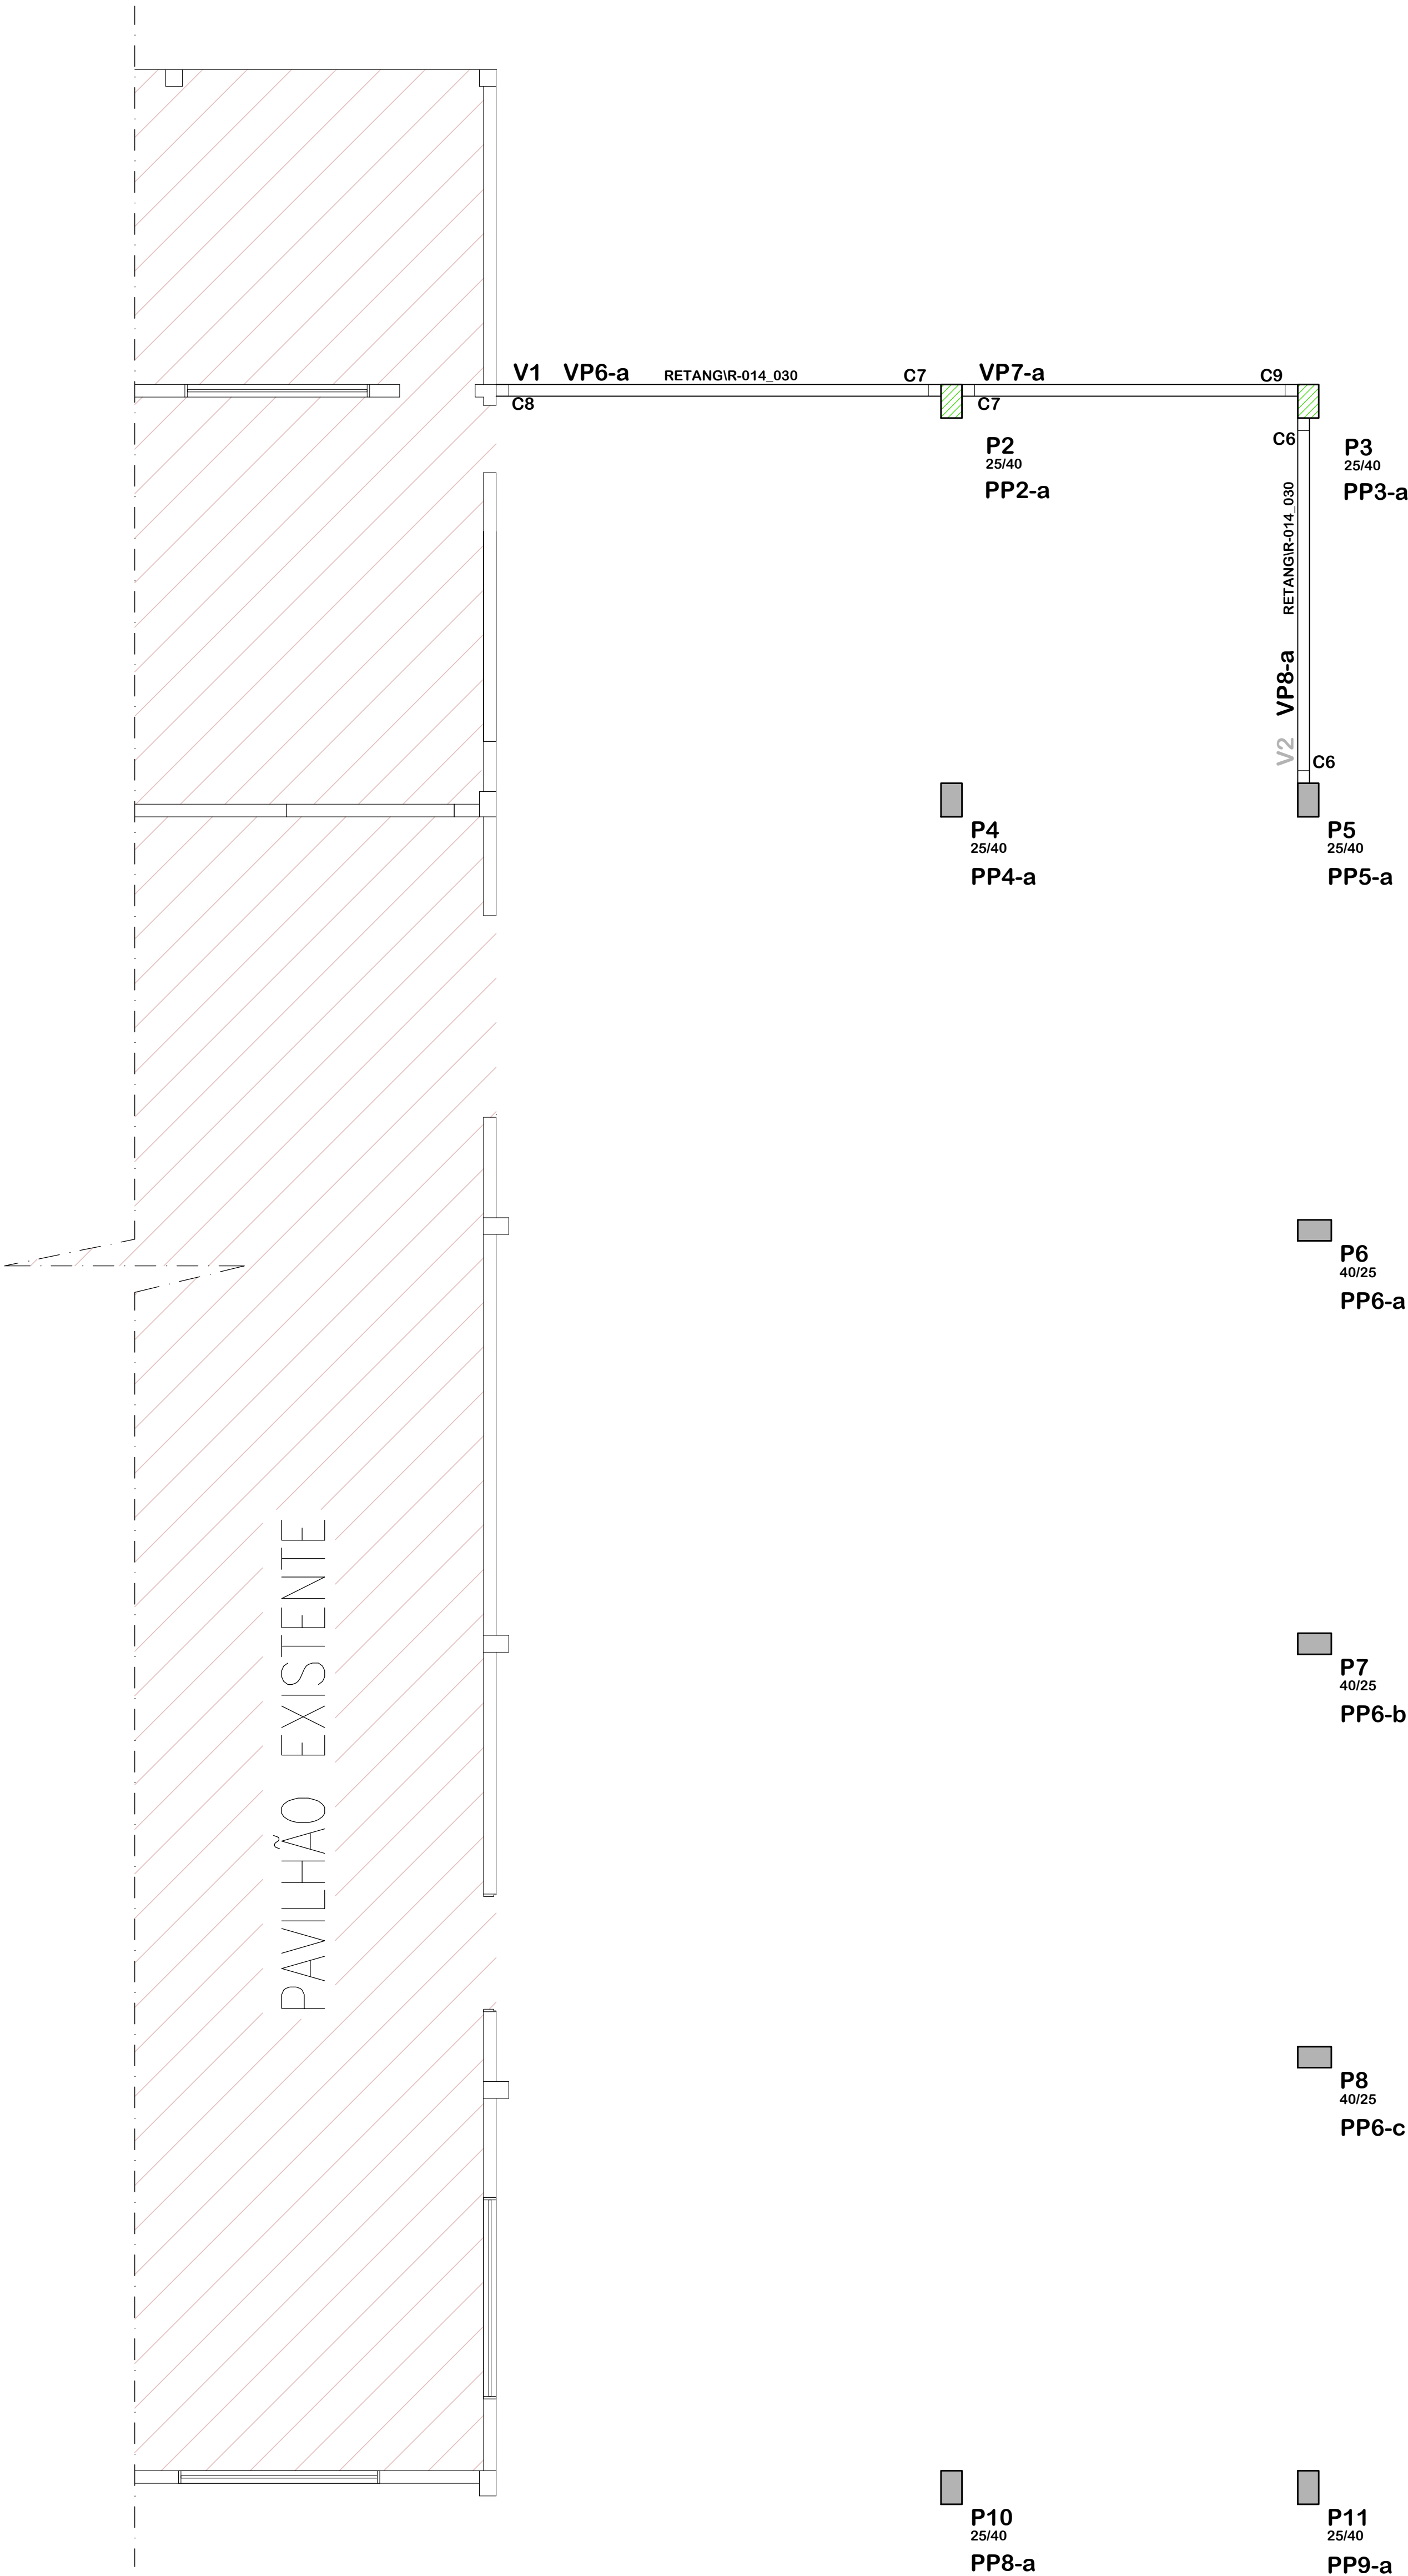 V1 VP6-a RETANG\R-014_030 C7 VP7-a C9
C8 C7
P2
25/40
PP2-a
C6
P3
25/40
PP3-a
RETANG\R-014_030
VP8-a
V2
C6
P4
25/40
PP4-a
P5
25/40
PP5-a
P6
40/25
PP6-a
PAVILHÃO EXISTENTE
P7
40/25
PP6-b
P8
40/25
PP6-c
P10
25/40
PP8-a
P11
25/40
PP9-a